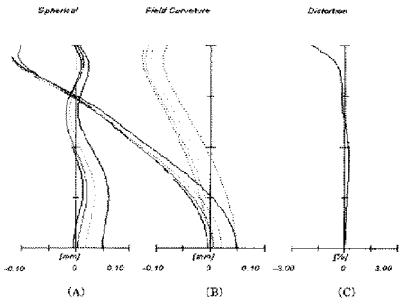 Spherical Field Curvature Distortion
-0.10 [mm] 0.10 -0.10 [mm] 0.10 -3.00 [%] 3.00
0 0 0
(A) (B) (C)